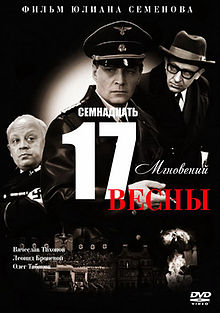 ФИЛЬМ ЮЛИАНА СЕМЕНОВА
СЕМНАДЦАТЬ
17
Мгновений
ВЕСНЫ
Вячеслав Тихонов
Леонид Броневой
Олег Табаков
DVD
VIDEO